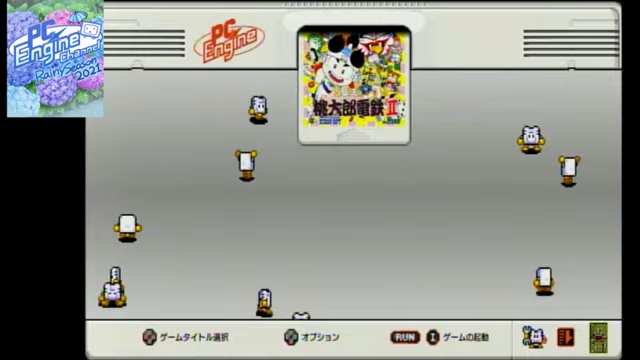 PC
Engine
Channel
Rainy Season
2021
PC
Engine
桃太郎電鉄II
ゲームタイトル選択
オプション
RUN
I
ゲームの起動